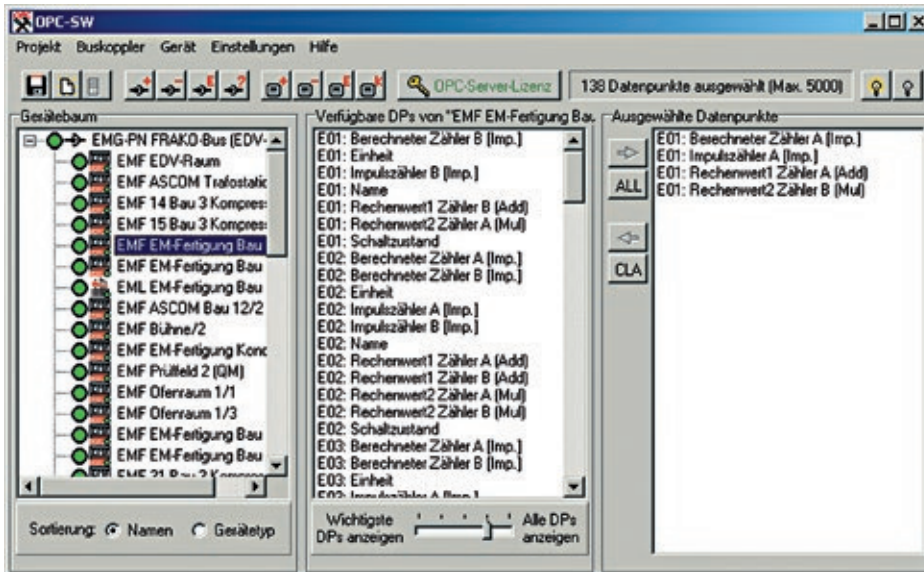 OPC-SW
Projekt Buskoppler Gerät Einstellungen Hilfe
OPC-Server-Lizenz 138 Datenpunkte ausgewählt (Max. 5000)
Gerätebaum
EMG-PN FRAKO-Bus (EDV-
EMF EDV-Raum
EMF ASCOM Trafostatic
EMF 14 Bau 3 Kompres
EMF 15 Bau 3 Kompres
EMF EM-Fertigung Bau
EMF EM-Fertigung Bau
EML EM-Fertigung Bau
EMF ASCOM Bau 12/2
EMF Bühne/2
EMF EM-Fertigung Kond
EMF Prüffeld 2 (QM)
EMF Ofenraum 1/1
EMF Ofenraum 1/3
EMF EM-Fertigung Bau
EMF EM-Fertigung Bau
EMF 21 Bau 3 Kompres
Sortierung: Namen Gerätetyp
Verfügbare DPs von "EMF EM-Fertigung Bau
E01: Berechneter Zähler B [Imp.]
E01: Einheit
E01: Impulszähler B [Imp.]
E01: Name
E01: Rechenwert1 Zähler B (Add)
E01: Rechenwert2 Zähler A (Mul)
E01: Schaltzustand
E02: Berechneter Zähler A [Imp.]
E02: Berechneter Zähler B [Imp.]
E02: Einheit
E02: Impulszähler A [Imp.]
E02: Impulszähler B [Imp.]
E02: Name
E02: Rechenwert1 Zähler A (Add)
E02: Rechenwert1 Zähler B (Add)
E02: Rechenwert2 Zähler A (Mul)
E02: Rechenwert2 Zähler B (Mul)
E02: Schaltzustand
E03: Berechneter Zähler A [Imp.]
E03: Berechneter Zähler B [Imp.]
E03: Einheit
E03: Impulszähler A [Imp.]
Wichtigste DPs anzeigen
Alle DPs anzeigen
ALL
CLA
Ausgewählte Datenpunkte
E01: Berechneter Zähler A [Imp.]
E01: Impulszähler A [Imp.]
E01: Rechenwert1 Zähler A (Add)
E01: Rechenwert2 Zähler B (Mul)